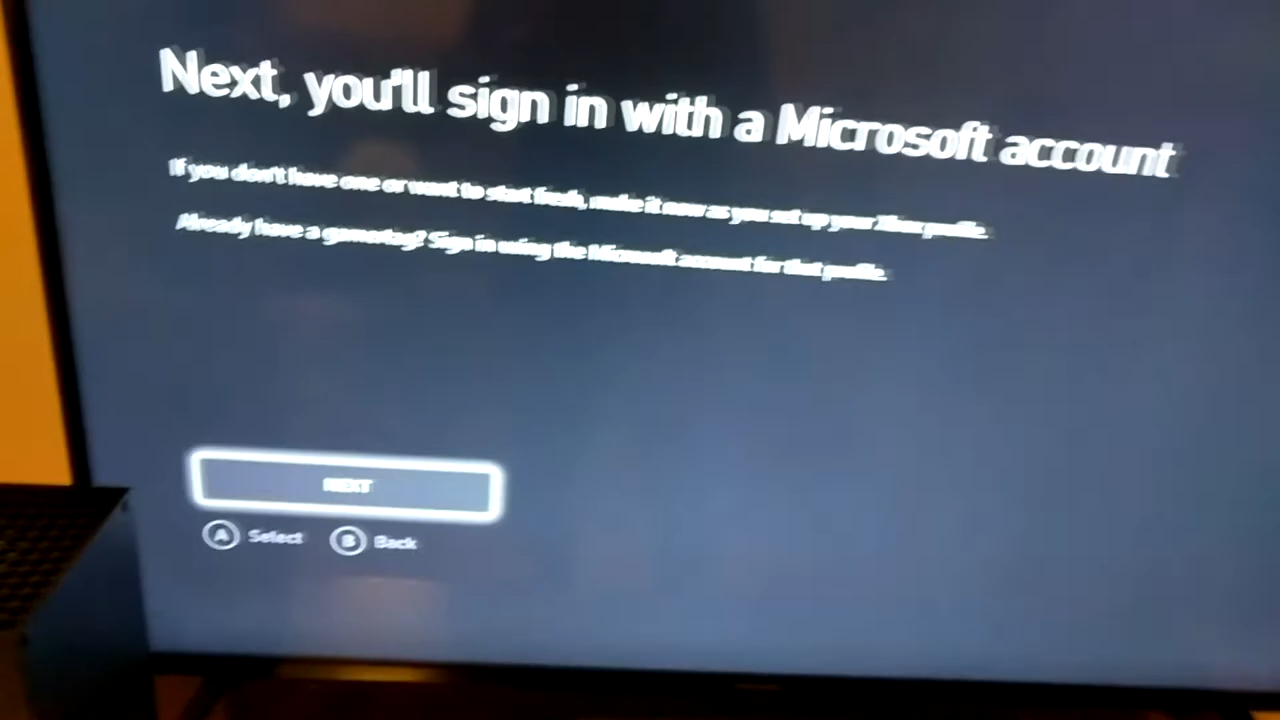 Next, you'll sign in with a Microsoft account
If you don't have one or want to start fresh, make it now as you set up your Xbox profile.
Already have a gamertag? Sign in using the Microsoft account for that profile.
NEXT
A Select B Back